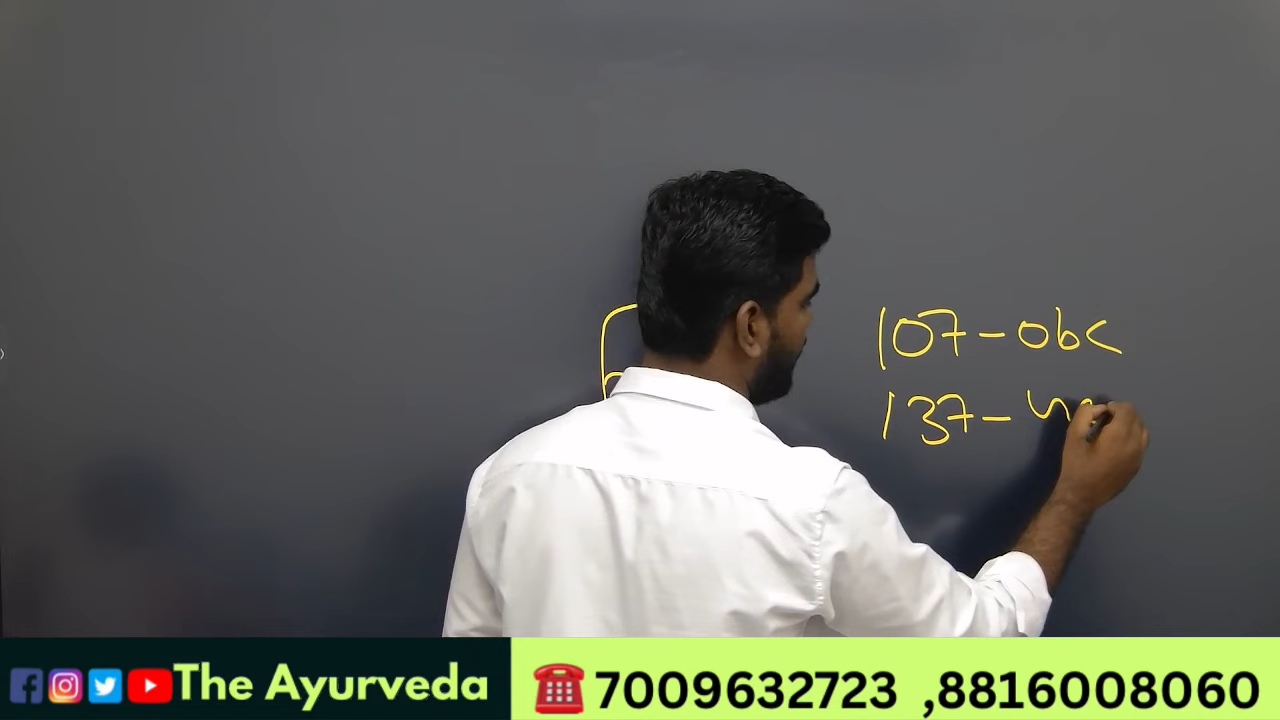 107 - obc
137 -
The Ayurveda
7009632723 ,8816008060